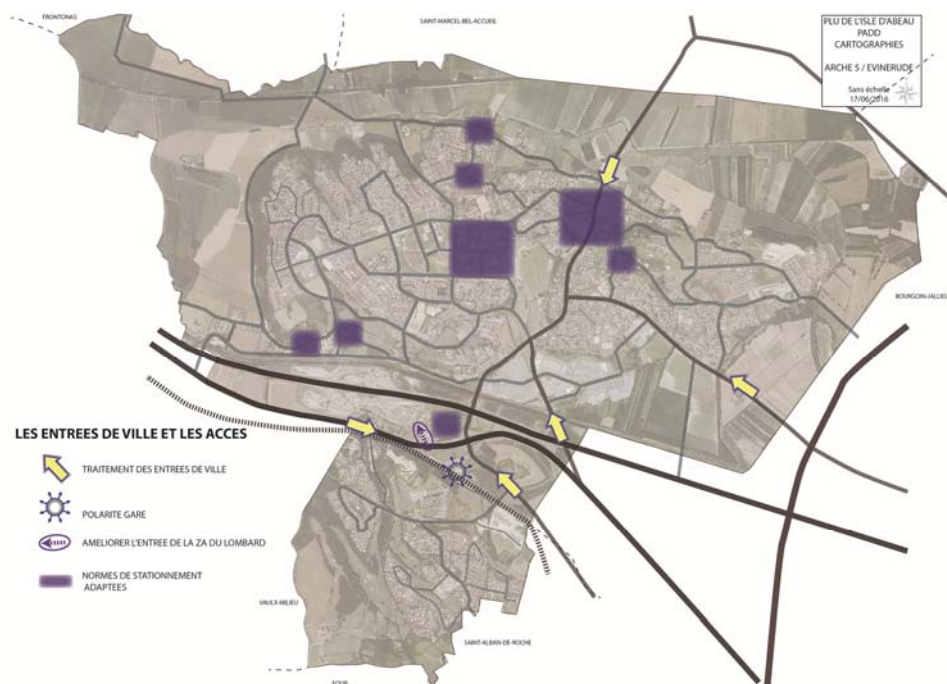 FRONTONAS
SAINT-MARCEL-BEL-ACCUEIL
PLU DE L'ISLE D'ABEAU
PADD
CARTOGRAPHIES
ARCHE 5 / EVINERUDE
Sans échelle
17/06/2016
BOURGOIN-JALLIEU
LES ENTREES DE VILLE ET LES ACCES
TRAITEMENT DES ENTREES DE VILLE
POLARITE GARE
AMELIORER L'ENTREE DE LA ZA DU LOMBARD
NORMES DE STATIONNEMENT
ADAPTEES
VAULX-MILIEU
SAINT-ALBAN-DE-ROCHE